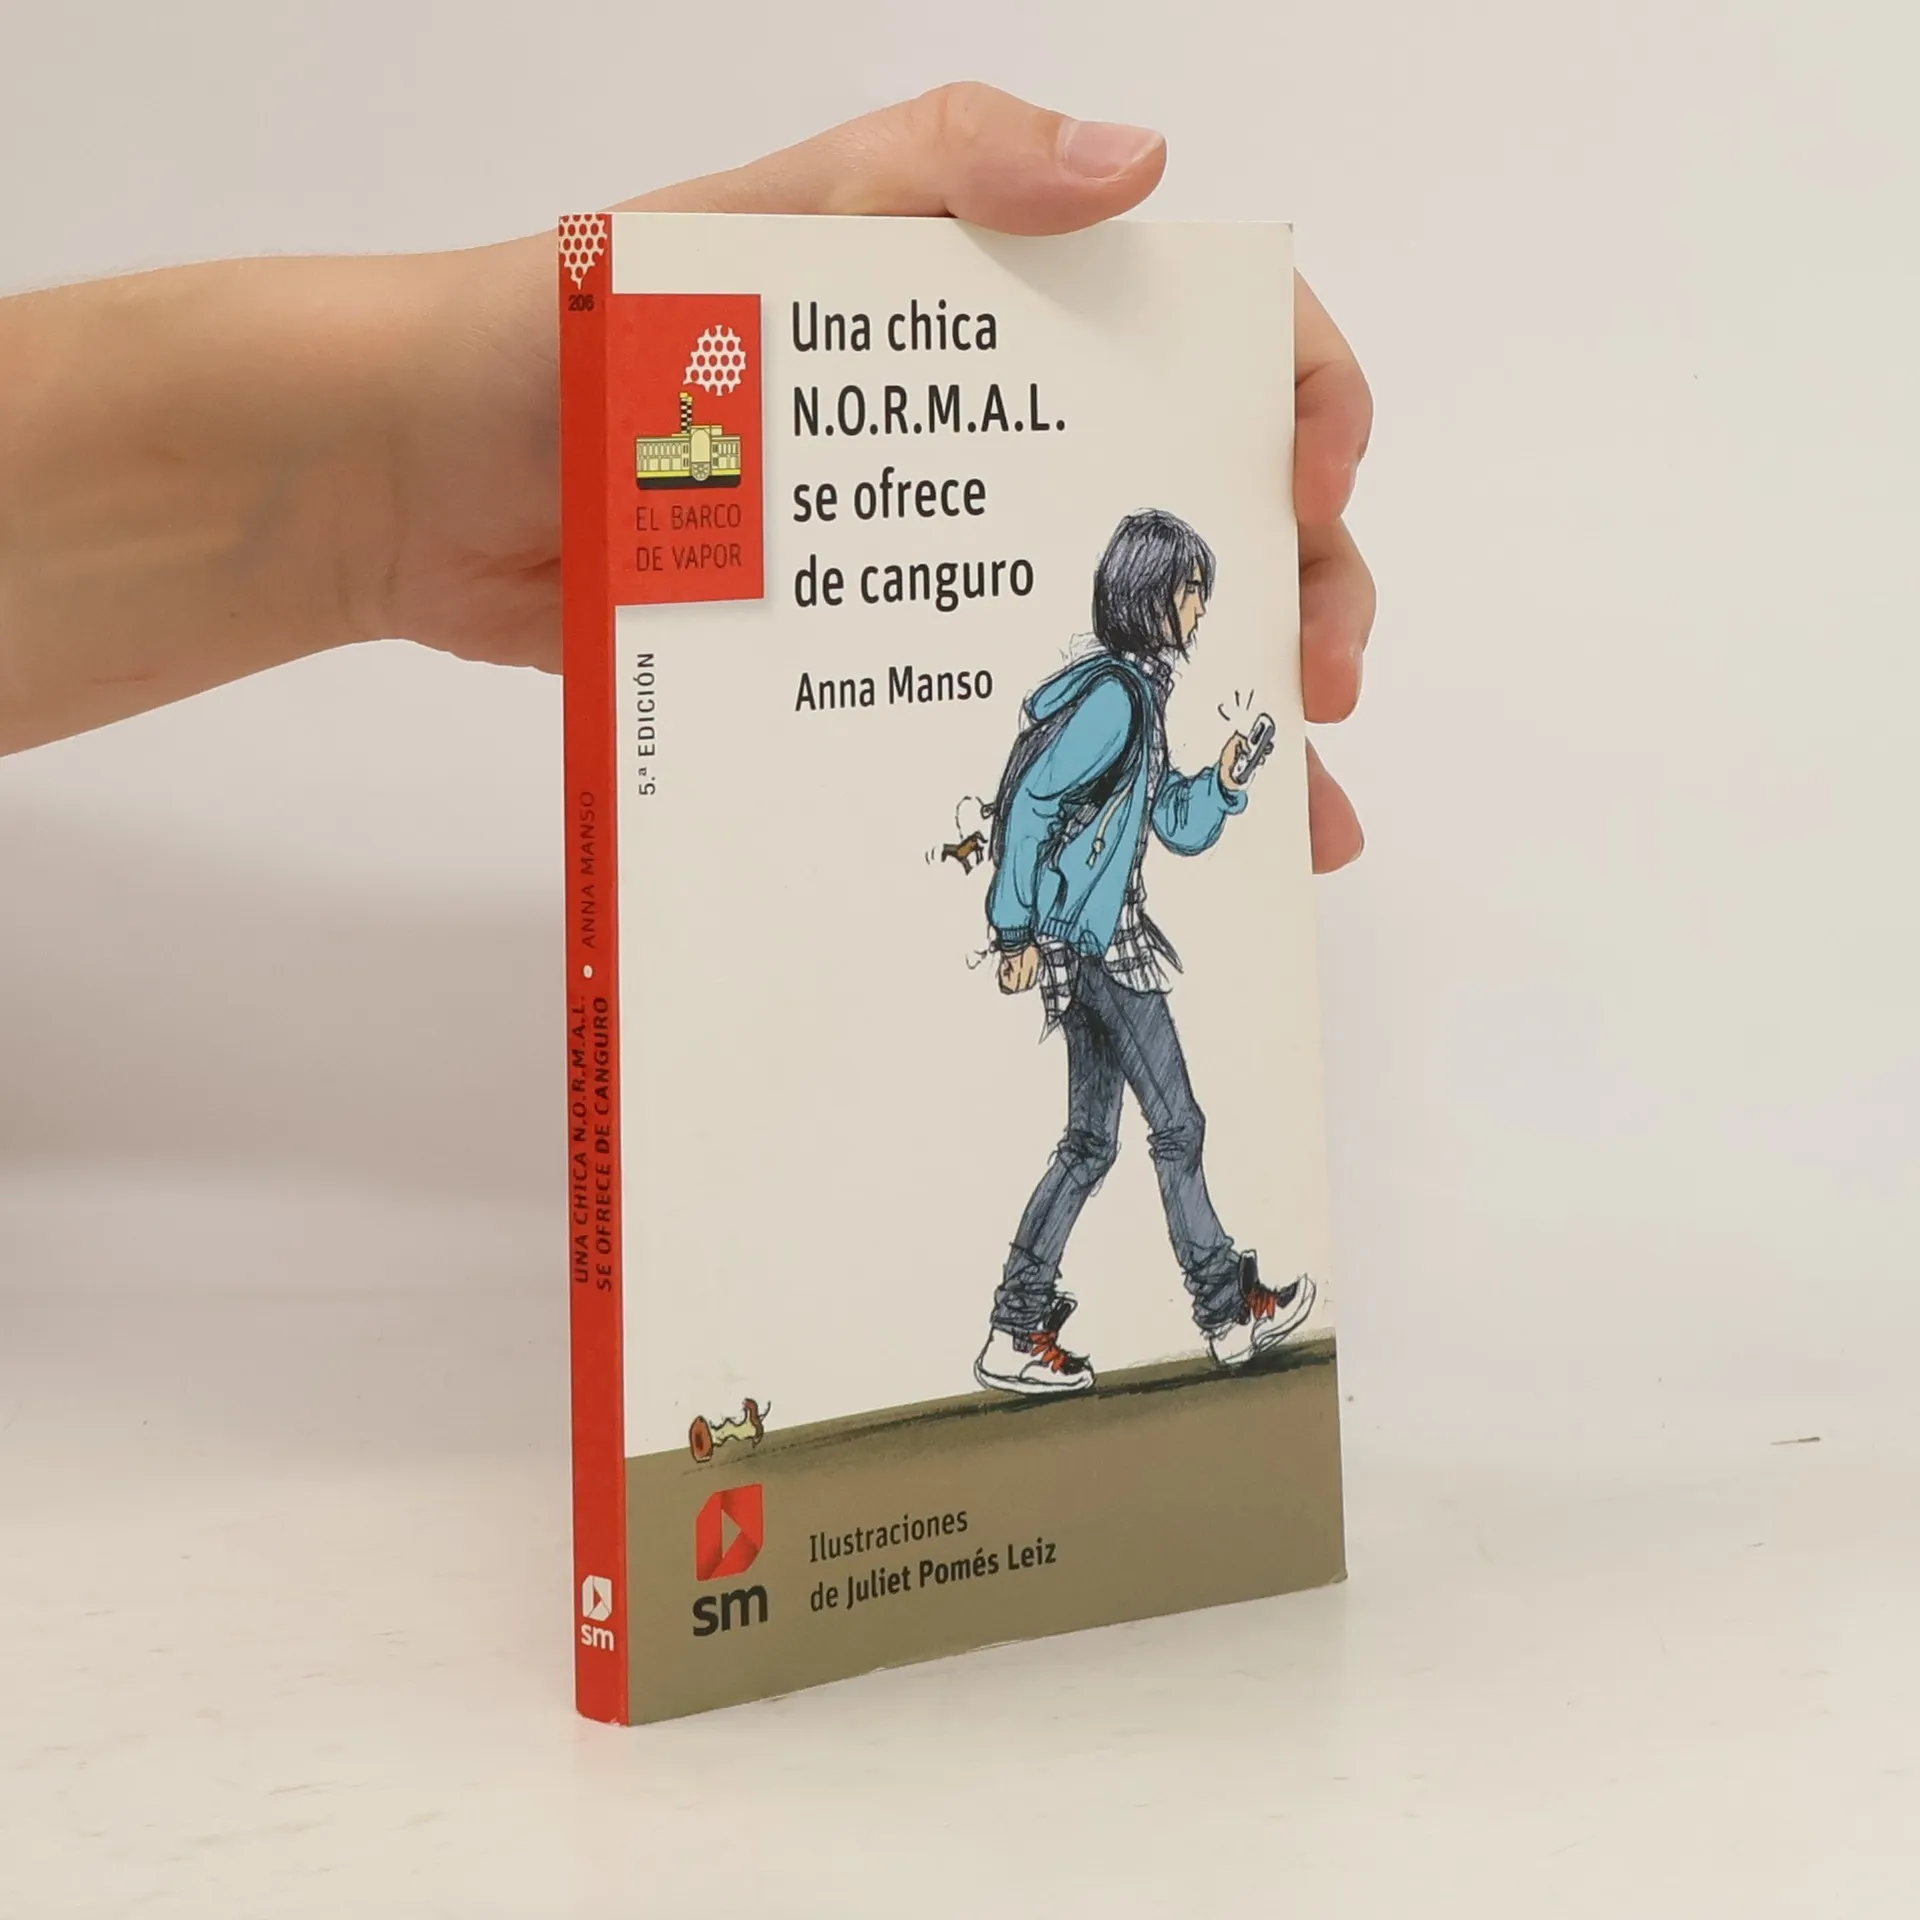 206
EL BARCO
DE VAPOR
Una chica
N.O.R.M.A.L.
se ofrece
de canguro
Anna Manso
5.ª EDICIÓN
UNA CHICA N.O.R.M.A.L.
SE OFRECE DE CANGURO
• ANNA MANSO
sm
sm
Ilustraciones
de Juliet Pomés Leiz